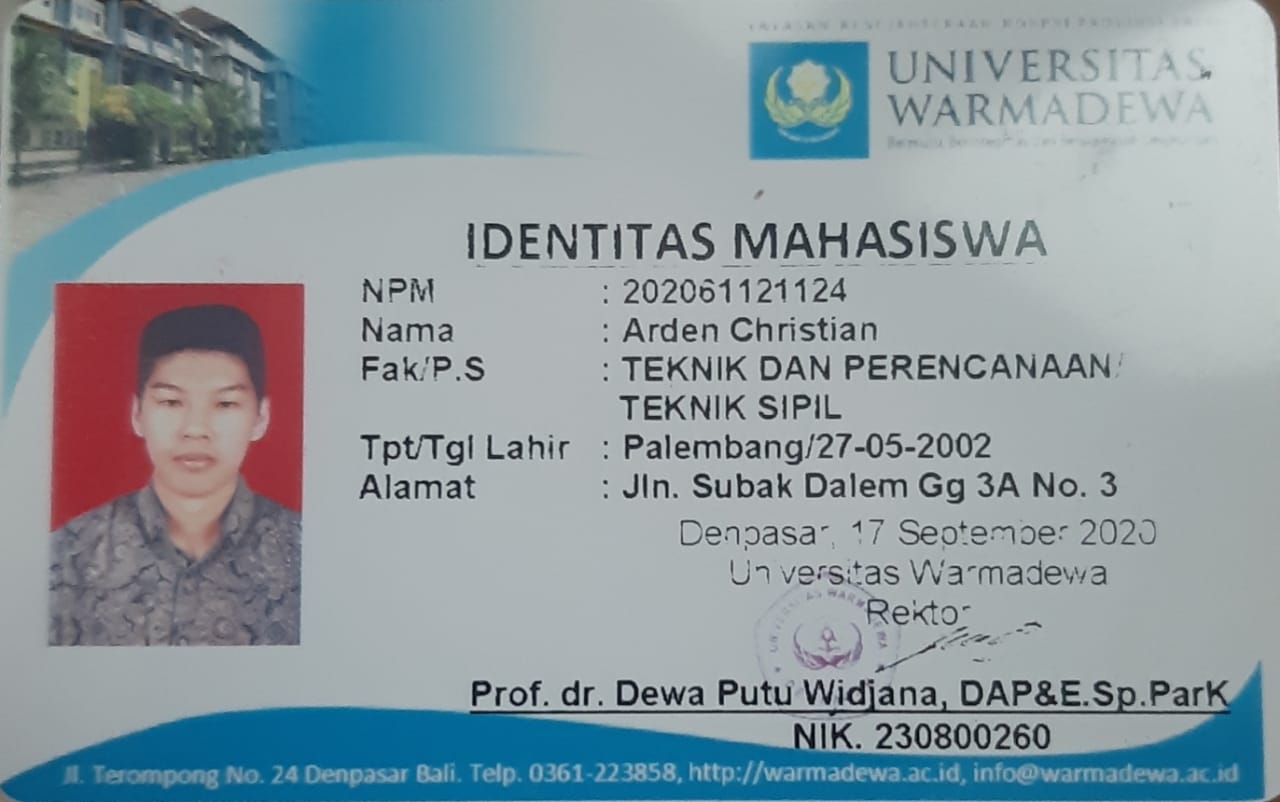 UNIVERSITAS
WARMADEWA
IDENTITAS MAHASISWA
NPM : 202061121124
Nama : Arden Christian
Fak/P.S : TEKNIK DAN PERENCANAAN/
TEKNIK SIPIL
Tpt/Tgl Lahir : Palembang/27-05-2002
Alamat : Jln. Subak Dalem Gg 3A No. 3
Denpasar, 17 September 2020
Universitas Warmadewa
Rektor
UNIVERSITAS WARMADEWA
Prof. dr. Dewa Putu Widjana, DAP&E.Sp.ParK
NIK. 230800260
Jl. Terompong No. 24 Denpasar Bali. Telp. 0361-223858, http://warmadewa.ac.id, info@warmadewa.ac.id